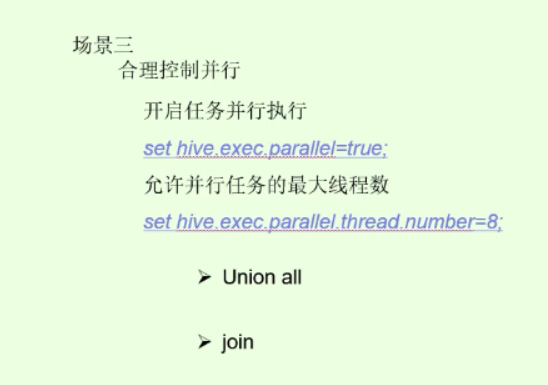 场景三
合理控制并行
开启任务并行执行
set hive.exec.parallel=true;
允许并行任务的最大线程数
set hive.exec.parallel.thread.number=8;
➢ Union all
➢ join